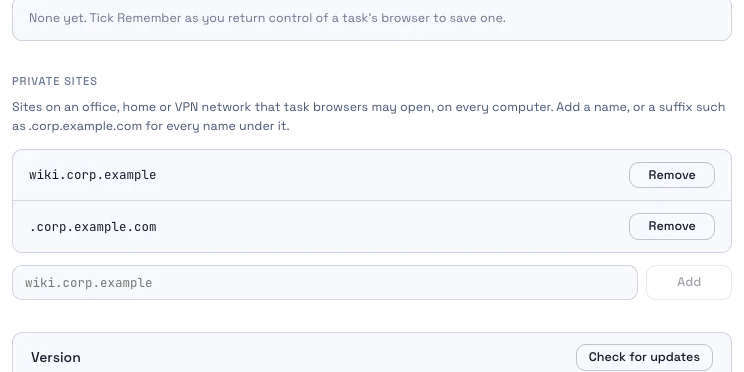 None yet. Tick Remember as you return control of a task's browser to save one.
PRIVATE SITES
Sites on an office, home or VPN network that task browsers may open, on every computer. Add a name, or a suffix such
as .corp.example.com for every name under it.
wiki.corp.example
Remove
.corp.example.com
Remove
wiki.corp.example
Add
Version
Check for updates